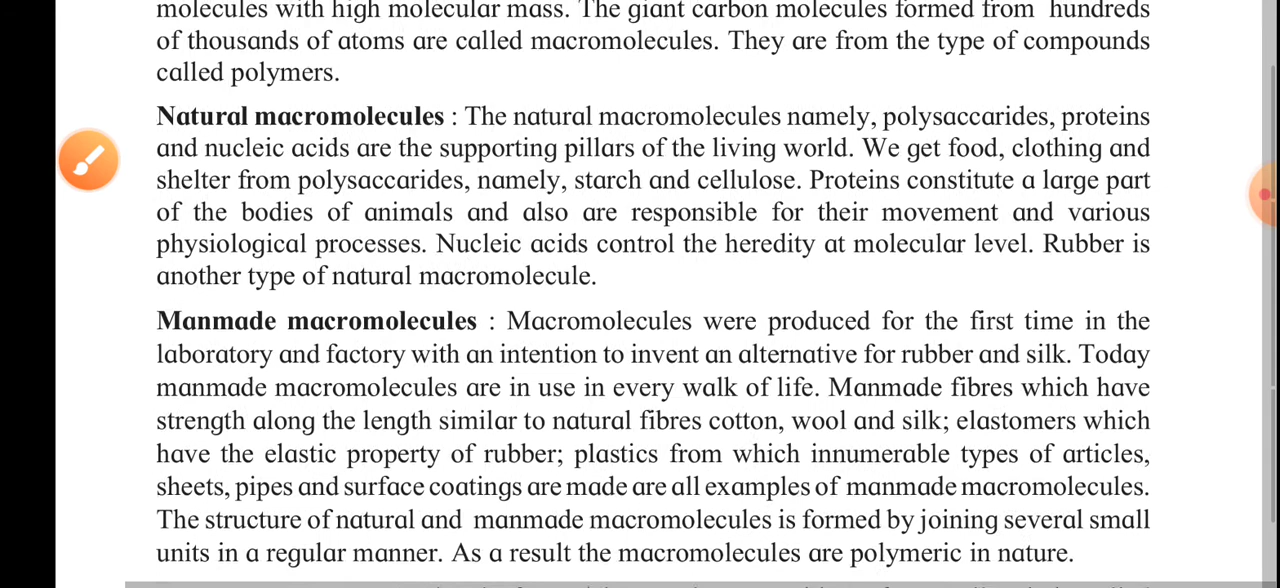 molecules with high molecular mass. The giant carbon molecules formed from hundreds
of thousands of atoms are called macromolecules. They are from the type of compounds
called polymers.
Natural macromolecules : The natural macromolecules namely, polysaccarides, proteins
and nucleic acids are the supporting pillars of the living world. We get food, clothing and
shelter from polysaccarides, namely, starch and cellulose. Proteins constitute a large part
of the bodies of animals and also are responsible for their movement and various
physiological processes. Nucleic acids control the heredity at molecular level. Rubber is
another type of natural macromolecule.
Manmade macromolecules : Macromolecules were produced for the first time in the
laboratory and factory with an intention to invent an alternative for rubber and silk. Today
manmade macromolecules are in use in every walk of life. Manmade fibres which have
strength along the length similar to natural fibres cotton, wool and silk; elastomers which
have the elastic property of rubber; plastics from which innumerable types of articles,
sheets, pipes and surface coatings are made are all examples of manmade macromolecules.
The structure of natural and manmade macromolecules is formed by joining several small
units in a regular manner. As a result the macromolecules are polymeric in nature.